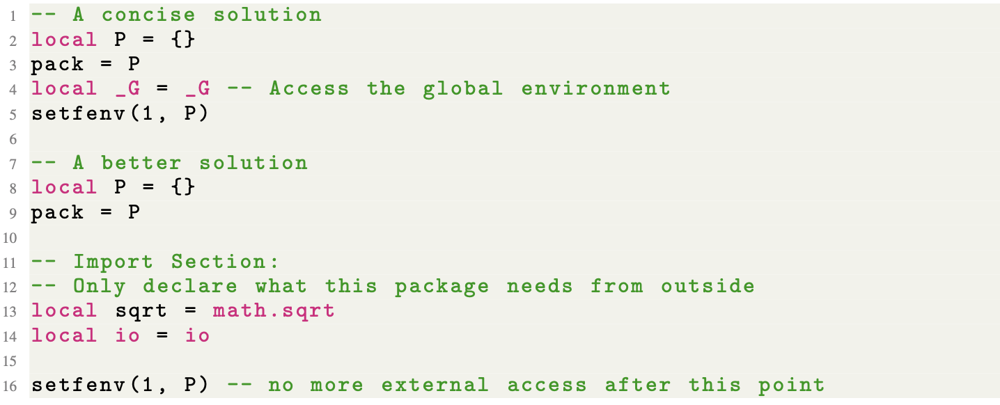 1 -- A concise solution
2 local P = {}
3 pack = P
4 local _G = _G -- Access the global environment
5 setfenv(1, P)
6
7 -- A better solution
8 local P = {}
9 pack = P
10
11 -- Import Section:
12 -- Only declare what this package needs from outside
13 local sqrt = math.sqrt
14 local io = io
15
16 setfenv(1, P) -- no more external access after this point